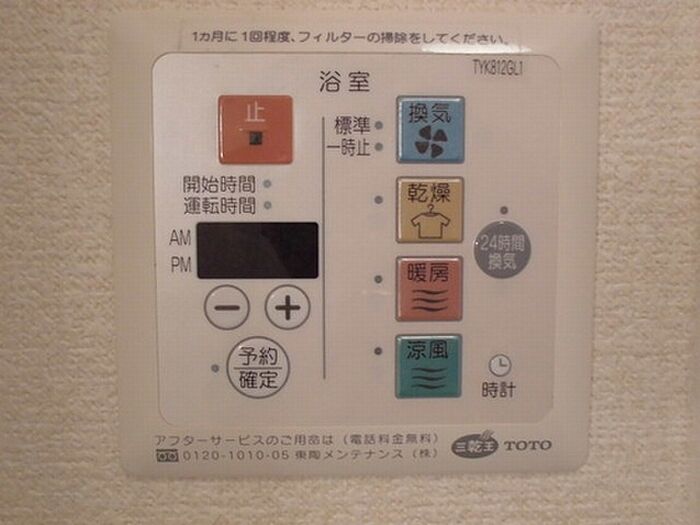 1カ月に1回程度、フィルターの掃除をしてください。
TYK812GL1
浴室
止
標準
一時止
換気
開始時間
運転時間
乾燥
AM
PM
24時間
換気
暖房
予約
確定
涼風
時計
アフターサービスのご用品は(電話料金無料)
0120-1010-05 東陶メンテナンス(株)
三乾王 TOTO